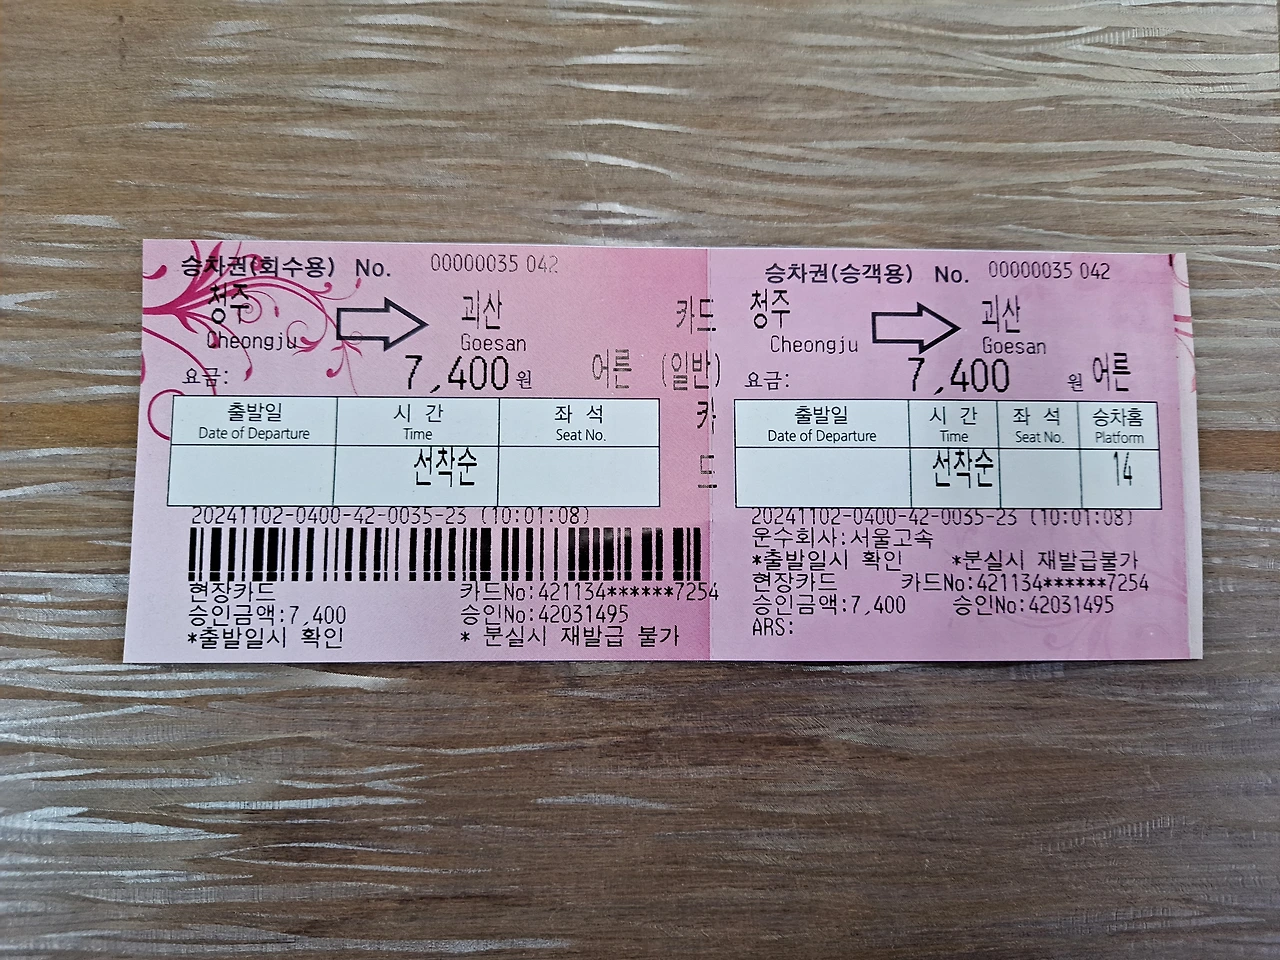 승차권(회수용) No. 00000035 042
청주 괴산 카드
Cheongju Goesan
요금: 7,400 원 어른 (일반)
카드
출발일 시 간 좌 석
Date of Departure Time Seat No.
선착순
20241102-0400-42-0035-23 (10:01:08)
현장카드 카드No:421134******7254
승인금액:7,400 승인No:42031495
*출발일시 확인 * 분실시 재발급 불가
승차권(승객용) No. 00000035 042
청주 괴산
Cheongju Goesan
요금: 7,400 원 어른
출발일 시 간 좌 석 승차홈
Date of Departure Time Seat No. Platform
선착순 14
20241102-0400-42-0035-23 (10:01:08)
운수회사:서울고속
*출발일시 확인 *분실시 재발급불가
현장카드 카드No:421134******7254
승인금액:7,400 승인No:42031495
ARS: